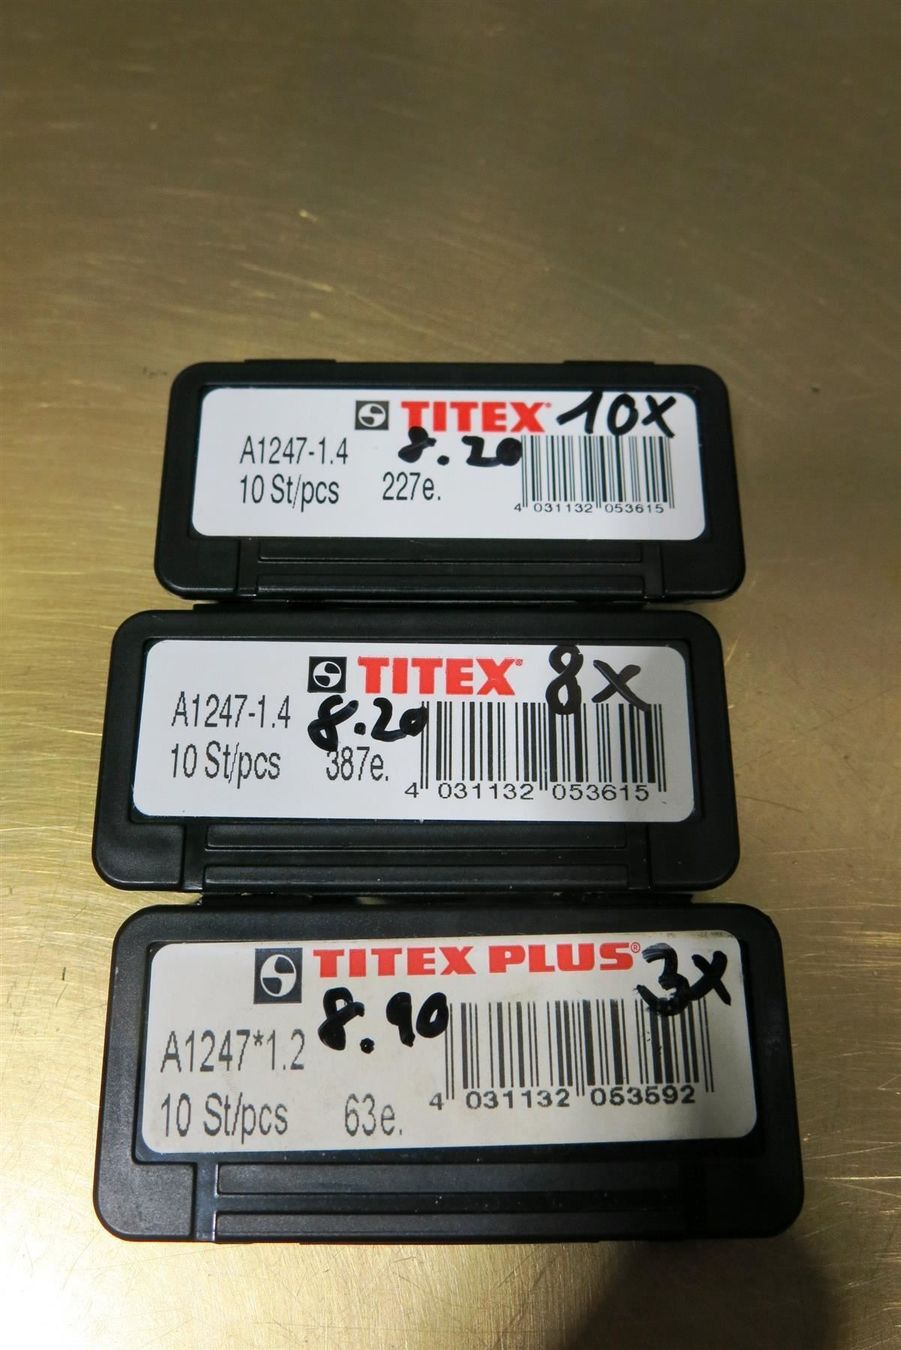 TITEX® 10x
A1247-1.4 8.20
10 St/pcs 227e.
4 031132 053615
TITEX® 8x
A1247-1.4 8.20
10 St/pcs 387e.
4 031132 053615
TITEX PLUS® 3x
A1247*1.2 8.90
10 St/pcs 63e.
4 031132 053592